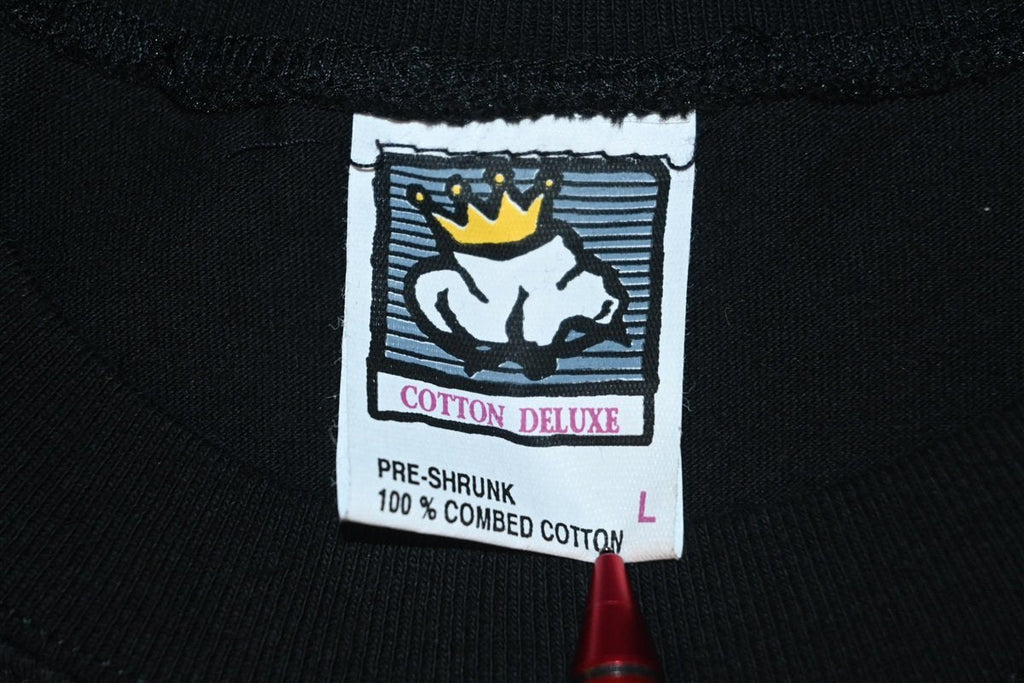 COTTON DELUXE
PRE-SHRUNK
100 % COMBED COTTON
L